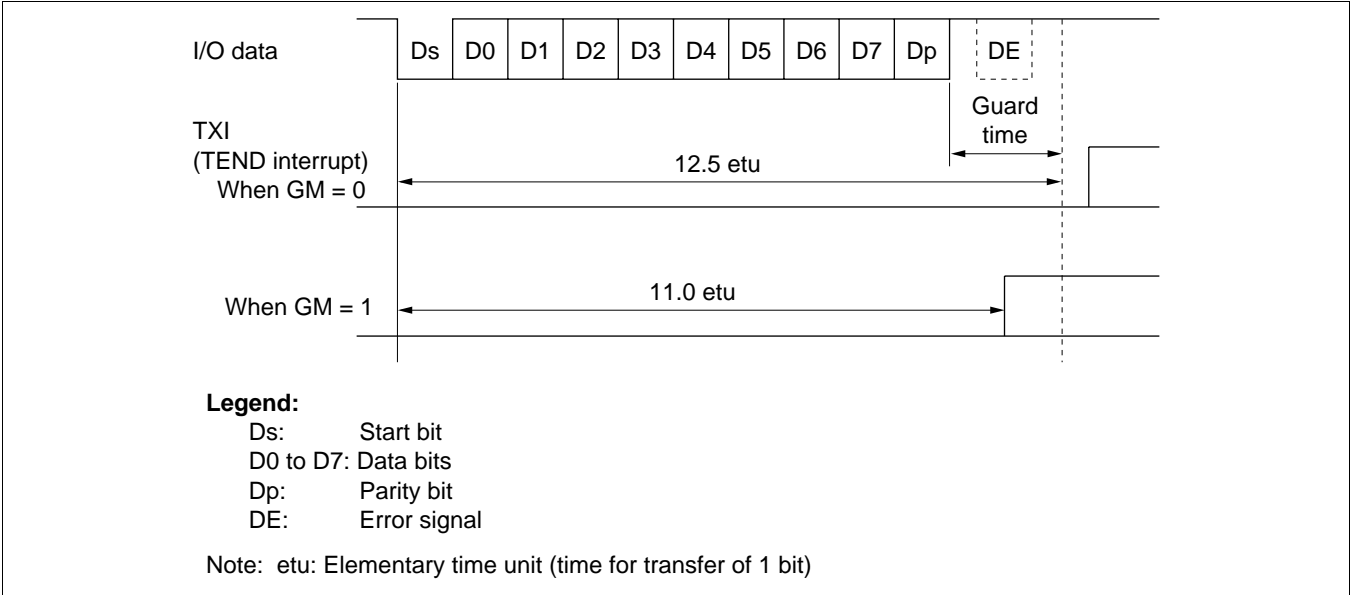 I/O data
Ds D0 D1 D2 D3 D4 D5 D6 D7 Dp DE
Guard
time
TXI
(TEND interrupt)
When GM = 0
12.5 etu
When GM = 1
11.0 etu
Legend:
Ds: Start bit
D0 to D7: Data bits
Dp: Parity bit
DE: Error signal
Note: etu: Elementary time unit (time for transfer of 1 bit)